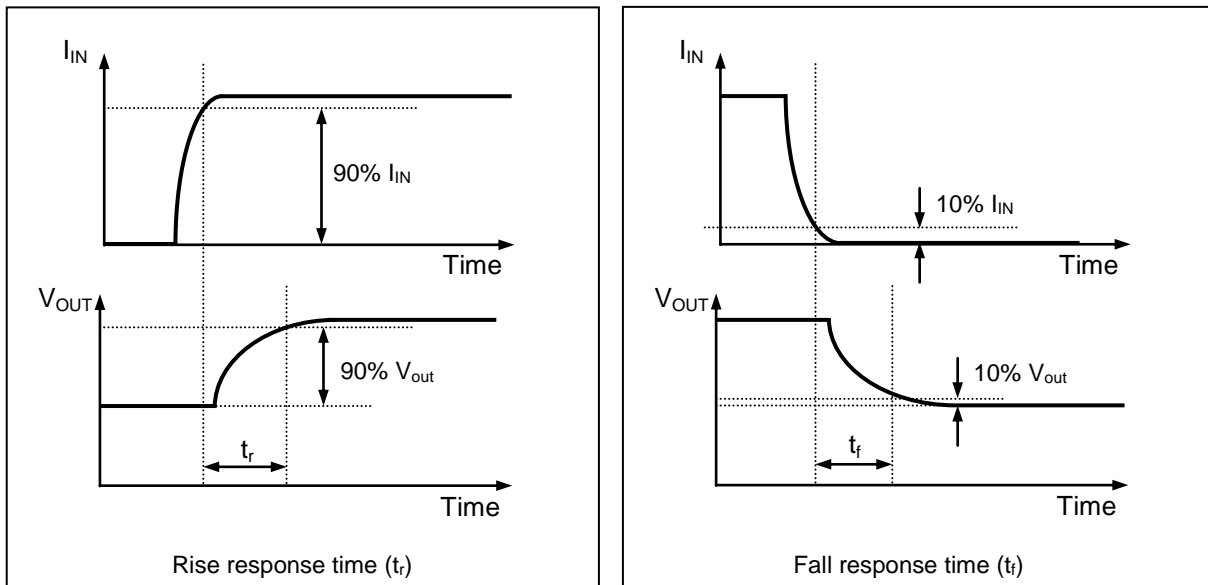 I_IN
90% I_IN
Time
V_OUT
90% V_out
t_r
Time
Rise response time (t_r)
I_IN
10% I_IN
Time
V_OUT
10% V_out
t_f
Time
Fall response time (t_f)